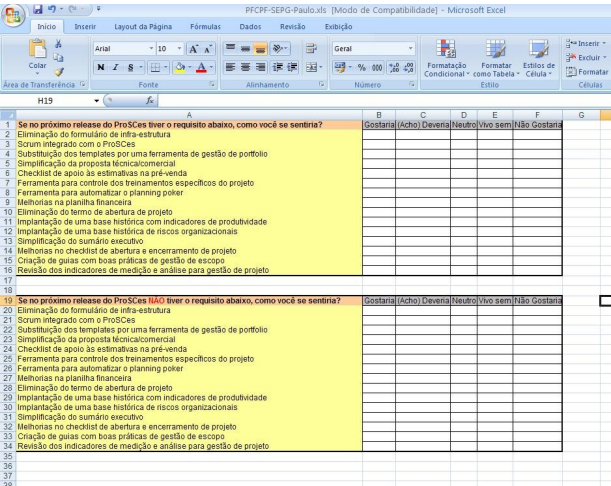 PFCPF-SEPG-Paulo.xls [Modo de Compatibilidade] - Microsoft Excel
Início Inserir Layout da Página Fórmulas Dados Revisão Exibição
Colar
Área de Transferência
Arial 10
N I S
Fonte
Alinhamento
Geral
% 000
Número
Formatação Condicional
Formatar como Tabela
Estilos de Célula
Estilo
Inserir
Excluir
Formatar
Células
H19 fx
A B C D E F G
1 Se no próximo release do ProSCes tiver o requisito abaixo, como você se sentiria? Gostaria (Acho) Deveria Neutro Vivo sem Não Gostaria
2 Eliminação do formulário de infra-estrutura
3 Scrum integrado com o ProSCes
4 Substituição dos templates por uma ferramenta de gestão de portfolio
5 Simplificação da proposta técnica/comercial
6 Checklist de apoio às estimativas na pré-venda
7 Ferramenta para controle dos treinamentos específicos do projeto
8 Ferramenta para automatizar o planning poker
9 Melhorias na planilha financeira
10 Eliminação do termo de abertura de projeto
11 Implantação de uma base histórica com indicadores de produtividade
12 Implantação de uma base histórica de riscos organizacionais
13 Simplificação do sumário executivo
14 Melhorias no checklist de abertura e encerramento de projeto
15 Criação de guias com boas práticas de gestão de escopo
16 Revisão dos indicadores de medição e análise para gestão de projeto
17
18
19 Se no próximo release do ProSCes NÃO tiver o requisito abaixo, como você se sentiria? Gostaria (Acho) Deveria Neutro Vivo sem Não Gostaria
20 Eliminação do formulário de infra-estrutura
21 Scrum integrado com o ProSCes
22 Substituição dos templates por uma ferramenta de gestão de portfolio
23 Simplificação da proposta técnica/comercial
24 Checklist de apoio às estimativas na pré-venda
25 Ferramenta para controle dos treinamentos específicos do projeto
26 Ferramenta para automatizar o planning poker
27 Melhorias na planilha financeira
28 Eliminação do termo de abertura de projeto
29 Implantação de uma base histórica com indicadores de produtividade
30 Implantação de uma base histórica de riscos organizacionais
31 Simplificação do sumário executivo
32 Melhorias no checklist de abertura e encerramento de projeto
33 Criação de guias com boas práticas de gestão de escopo
34 Revisão dos indicadores de medição e análise para gestão de projeto
35
36
37
38